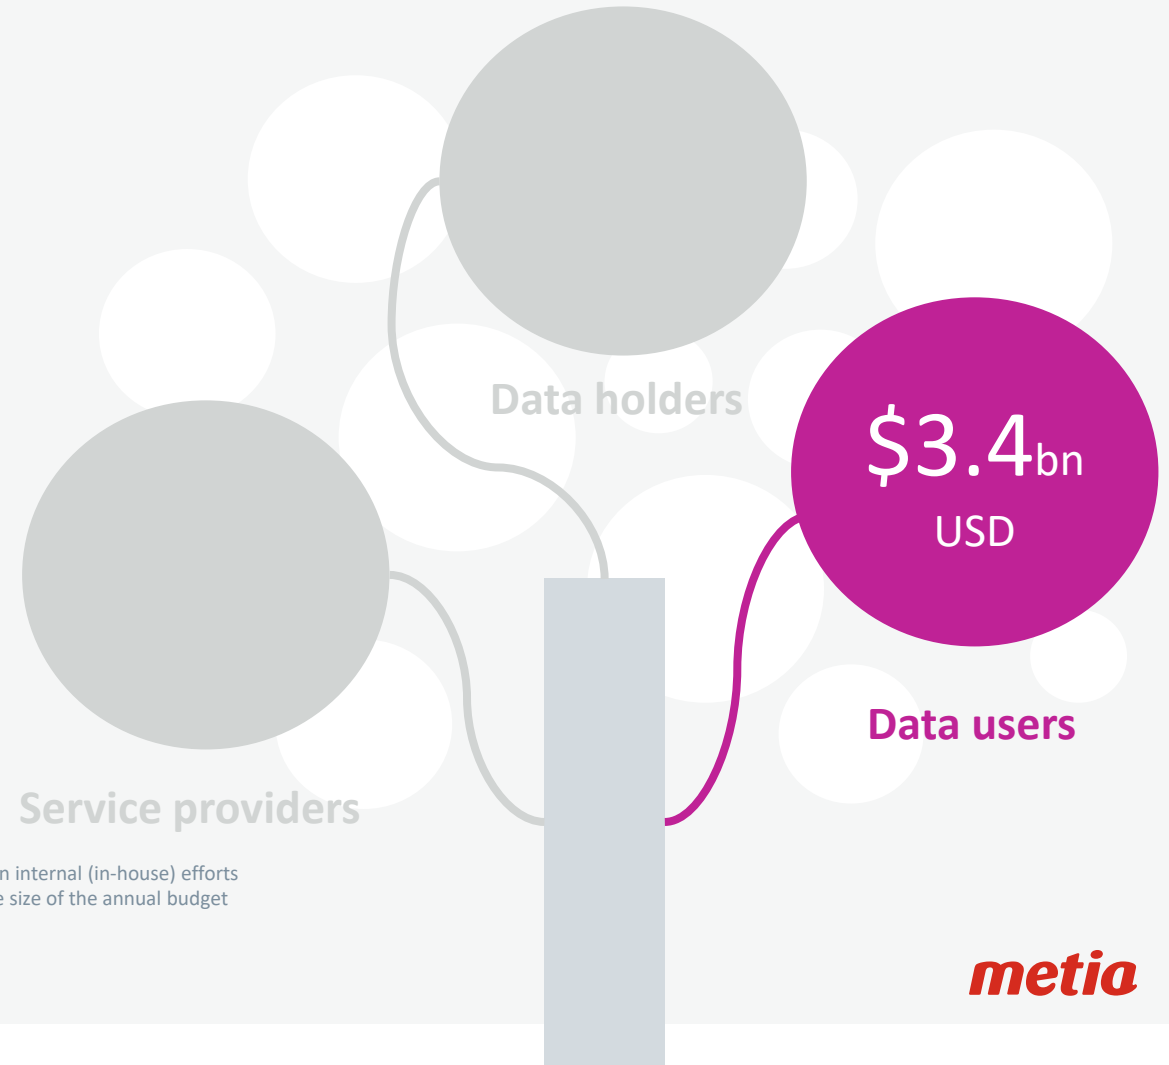 Data holders
$3.4bn
USD
Data users
Service providers
n internal (in-house) efforts
e size of the annual budget
metia